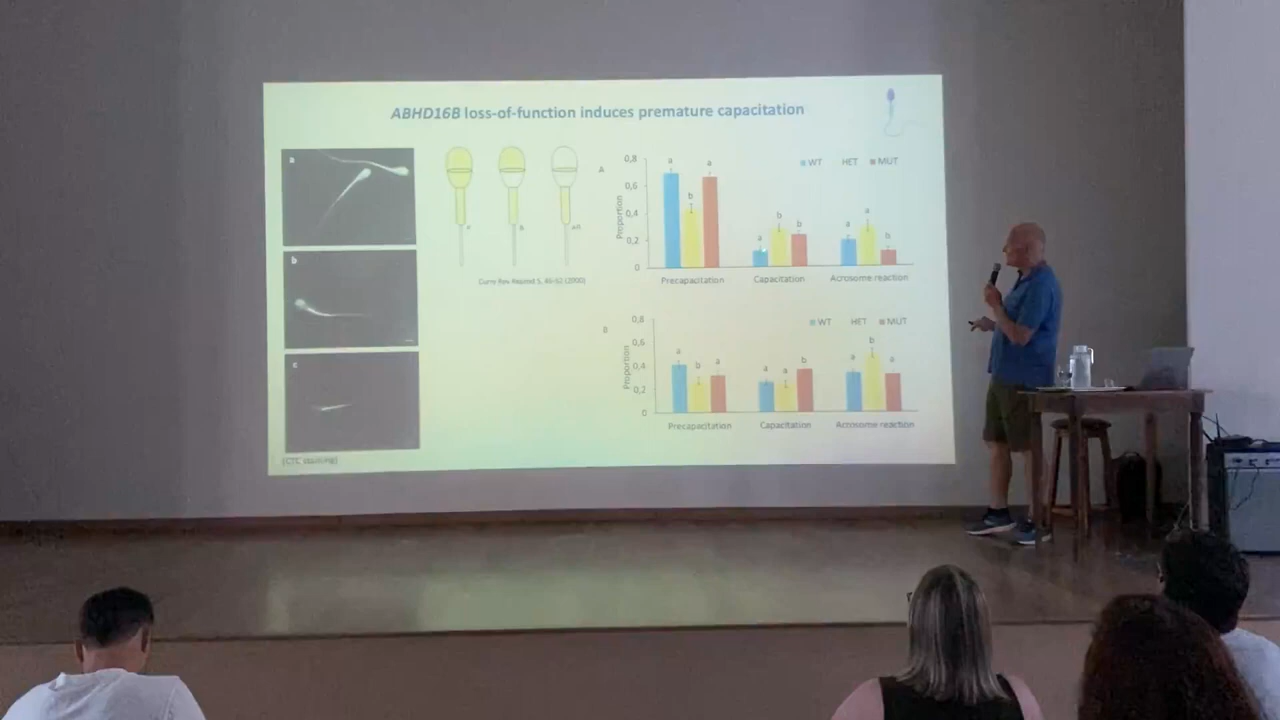 ABHD16B loss-of-function induces premature capacitation
a
b
c
(CTC staining)
A
B
Proportion
0,8
0,6
0,4
0,2
0
WT HET MUT
a b a
a b b
a a b
Precapitation Capacitation Acrosome reaction
B
Proportion
0,8
0,6
0,4
0,2
0
WT HET MUT
a b a
a a b
a b a
Precapacitation Capacitation Acrosome reaction